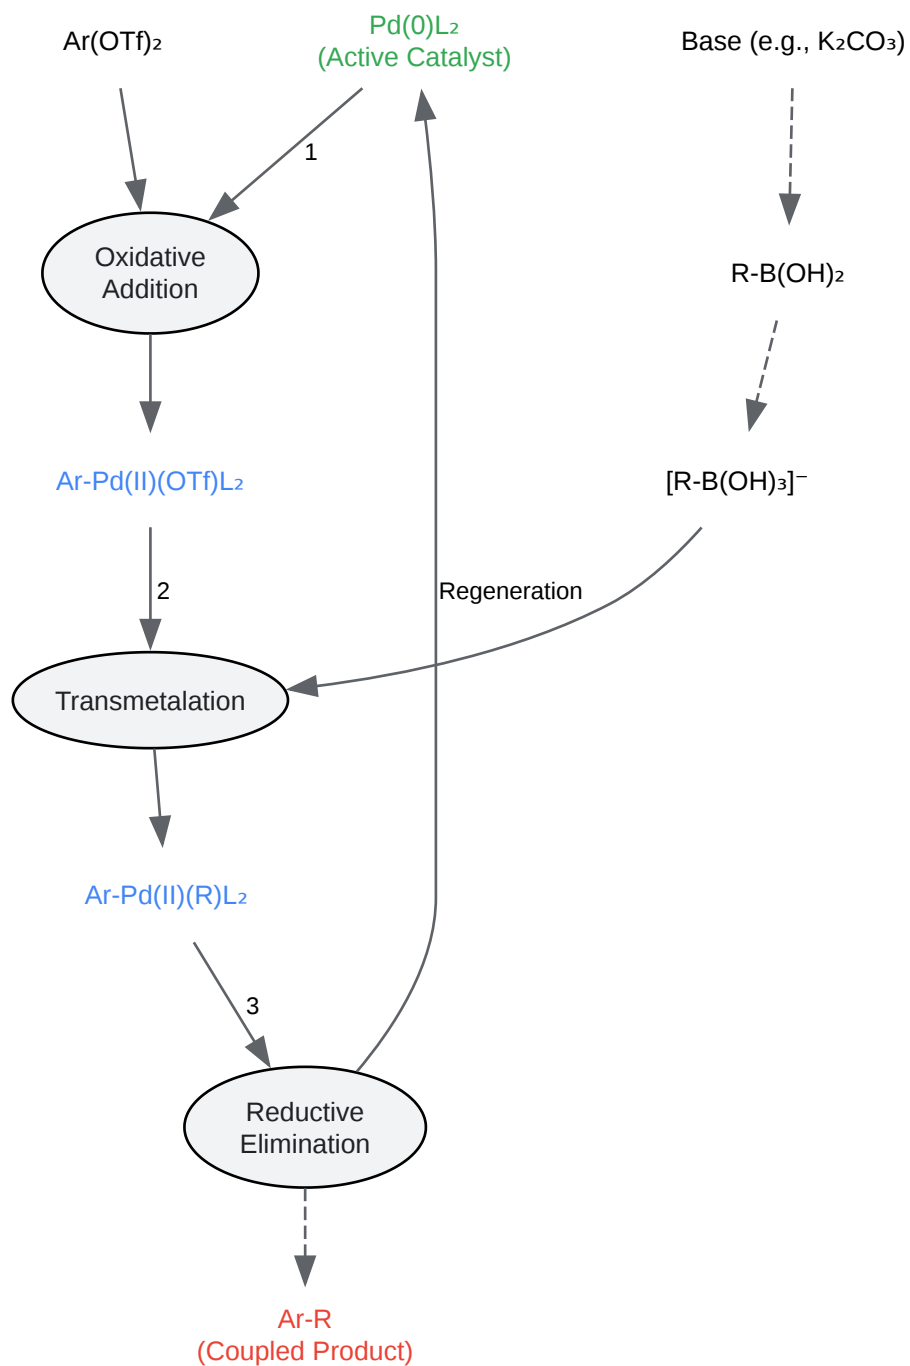 Ar(OTf)₂
Pd(0)L₂
(Active Catalyst)
Base (e.g., K₂CO₃)
1
Oxidative
Addition
R-B(OH)₂
Ar-Pd(II)(OTf)L₂
[R-B(OH)₃]⁻
2
Regeneration
Transmetalation
Ar-Pd(II)(R)L₂
3
Reductive
Elimination
Ar-R
(Coupled Product)